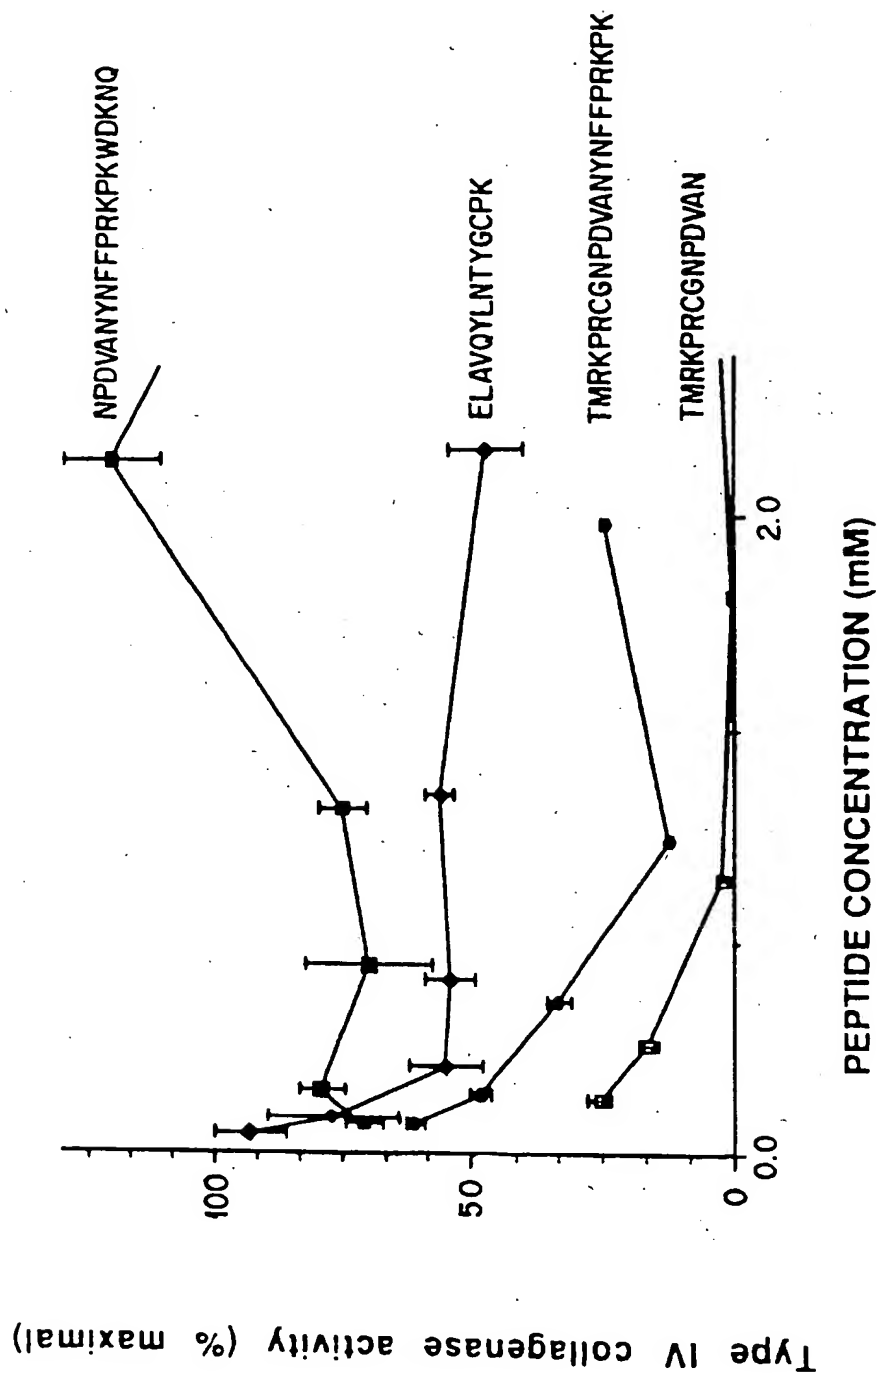 Type IV collagenase activity (% maximal)
100
50
0
NPDVANYNFFPRKPKWDKNQ
ELAVQYLNTYGCPK
TMRKPRCGNPDVANYNFFPRKPK
TMRKPRCGNPDVAN
0.0
2.0
PEPTIDE CONCENTRATION (mM)